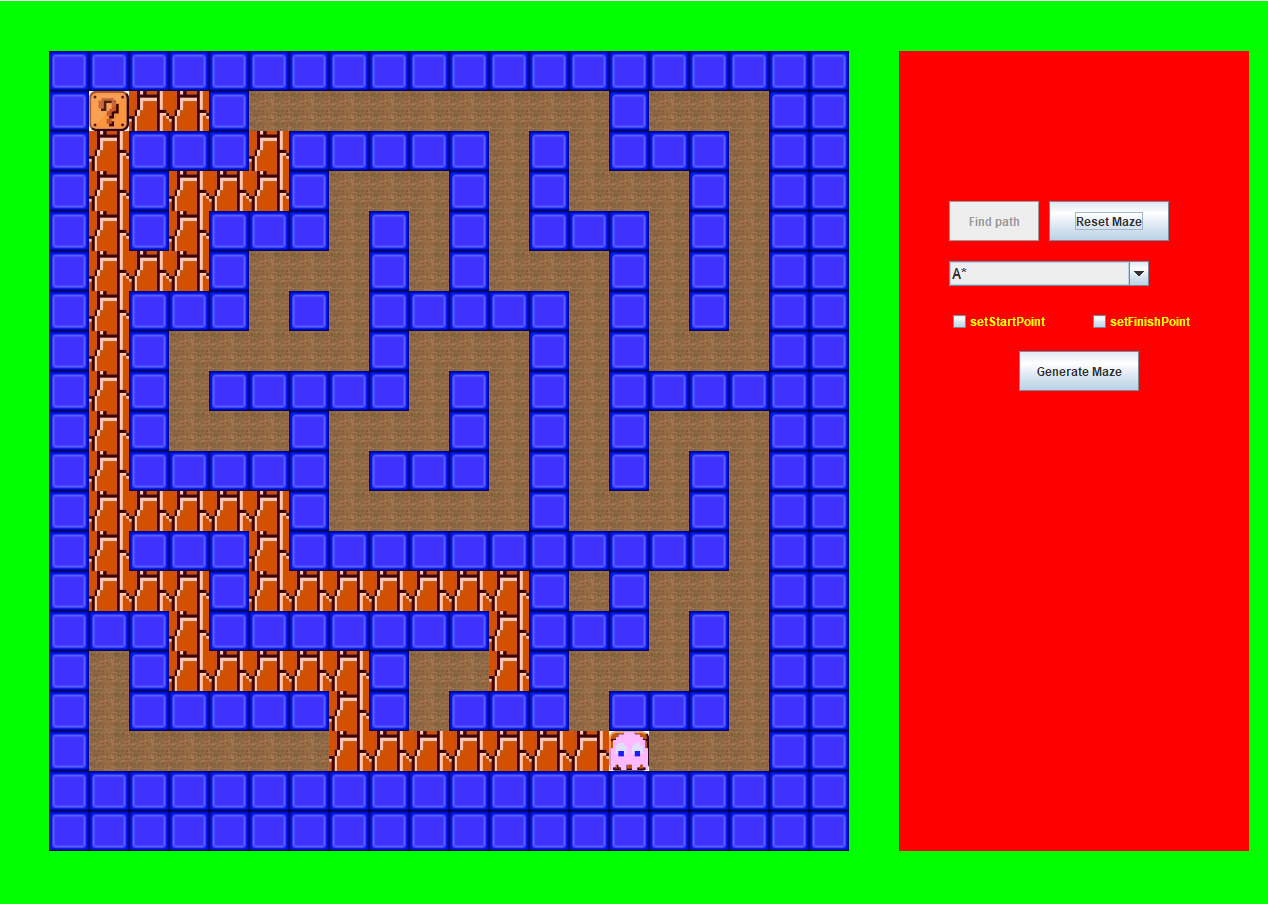 ?
Find path
Reset Maze
A*
setStartPoint
setFinishPoint
Generate Maze